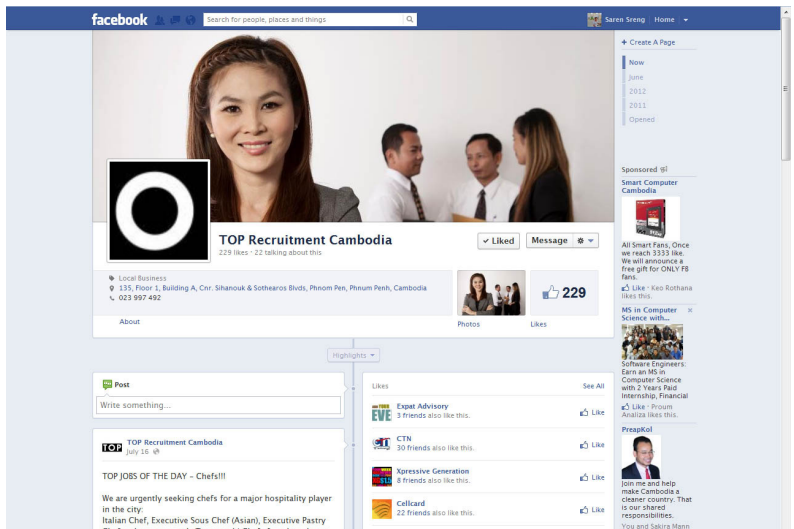 facebook
Search for people, places and things
Saren Sreng
Home
+ Create A Page
Now
June
2012
2011
Opened
TOP Recruitment Cambodia
229 likes · 22 talking about this
✓ Liked
Message
Local Business
135, Floor 1, Building A, Cnr. Sihanouk & Sothearos Blvds, Phnom Pen, Phnum Penh, Cambodia
023 997 492
About
Photos
229
Likes
Highlights
Post
Write something...
TOP
TOP Recruitment Cambodia
July 16
TOP JOBS OF THE DAY – Chefs!!!
We are urgently seeking chefs for a major hospitality player
in the city:
Italian Chef, Executive Sous Chef (Asian), Executive Pastry
Likes
See All
EVE
Expat Advisory
3 friends also like this.
Like
CTN
30 friends also like this.
Like
Xpressive Generation
8 friends also like this.
Like
Cellcard
22 friends also like this.
Like
Sponsored
Smart Computer
Cambodia
All Smart Fans, Once
we reach 3333 like.
We will announce a
free gift for ONLY FB
fans.
Like · Keo Rothana
likes this.
MS in Computer
Science with...
Software Engineers:
Earn an MS in
Computer Science
with 2 Years Paid
Internship, Financial
Like · Proum
Analiza likes this.
PreapKol
Join me and help
make Cambodia a
cleaner country. That
is our shared
responsibilities.
You and Sakira Mann